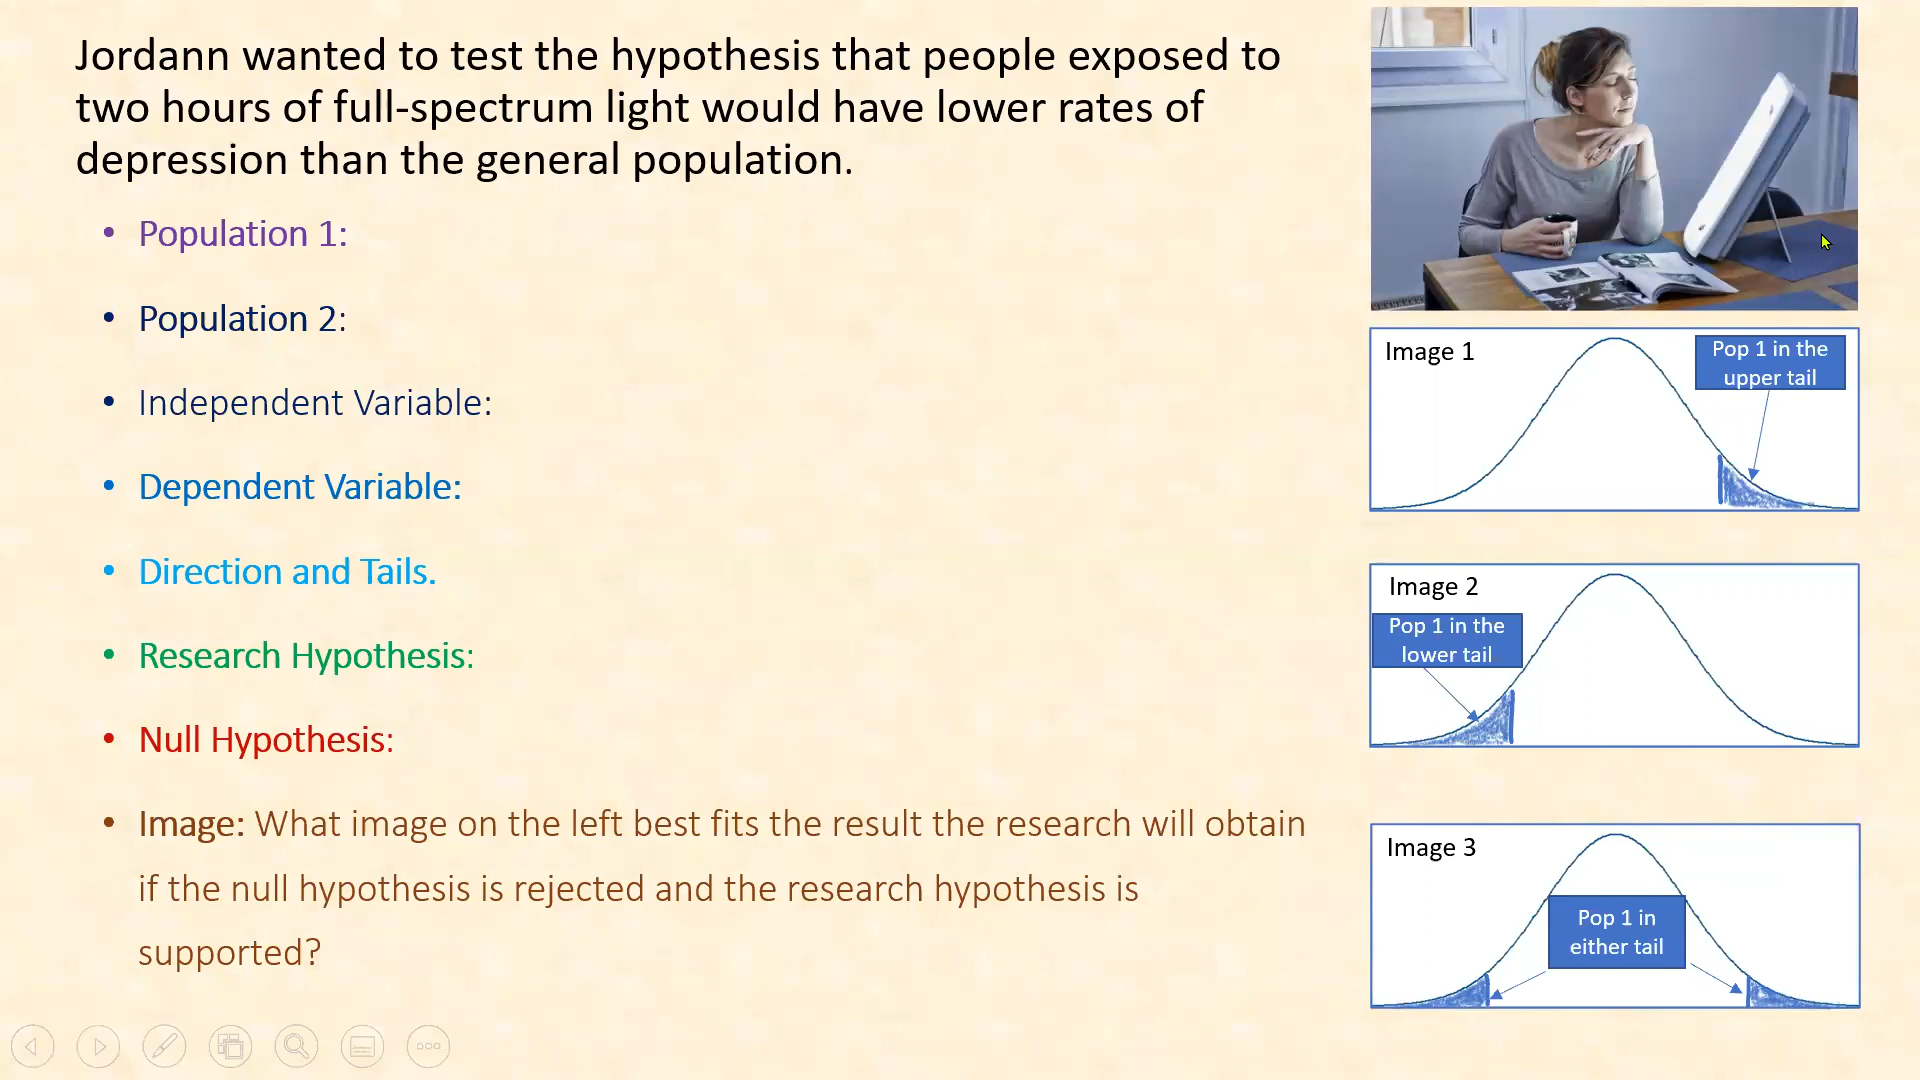 Jordann wanted to test the hypothesis that people exposed to
two hours of full-spectrum light would have lower rates of
depression than the general population.
• Population 1:
• Population 2:
• Independent Variable:
• Dependent Variable:
• Direction and Tails.
• Research Hypothesis:
• Null Hypothesis:
• Image: What image on the left best fits the result the research will obtain
if the null hypothesis is rejected and the research hypothesis is
supported?
Image 1
Pop 1 in the
upper tail
Image 2
Pop 1 in the
lower tail
Image 3
Pop 1 in
either tail